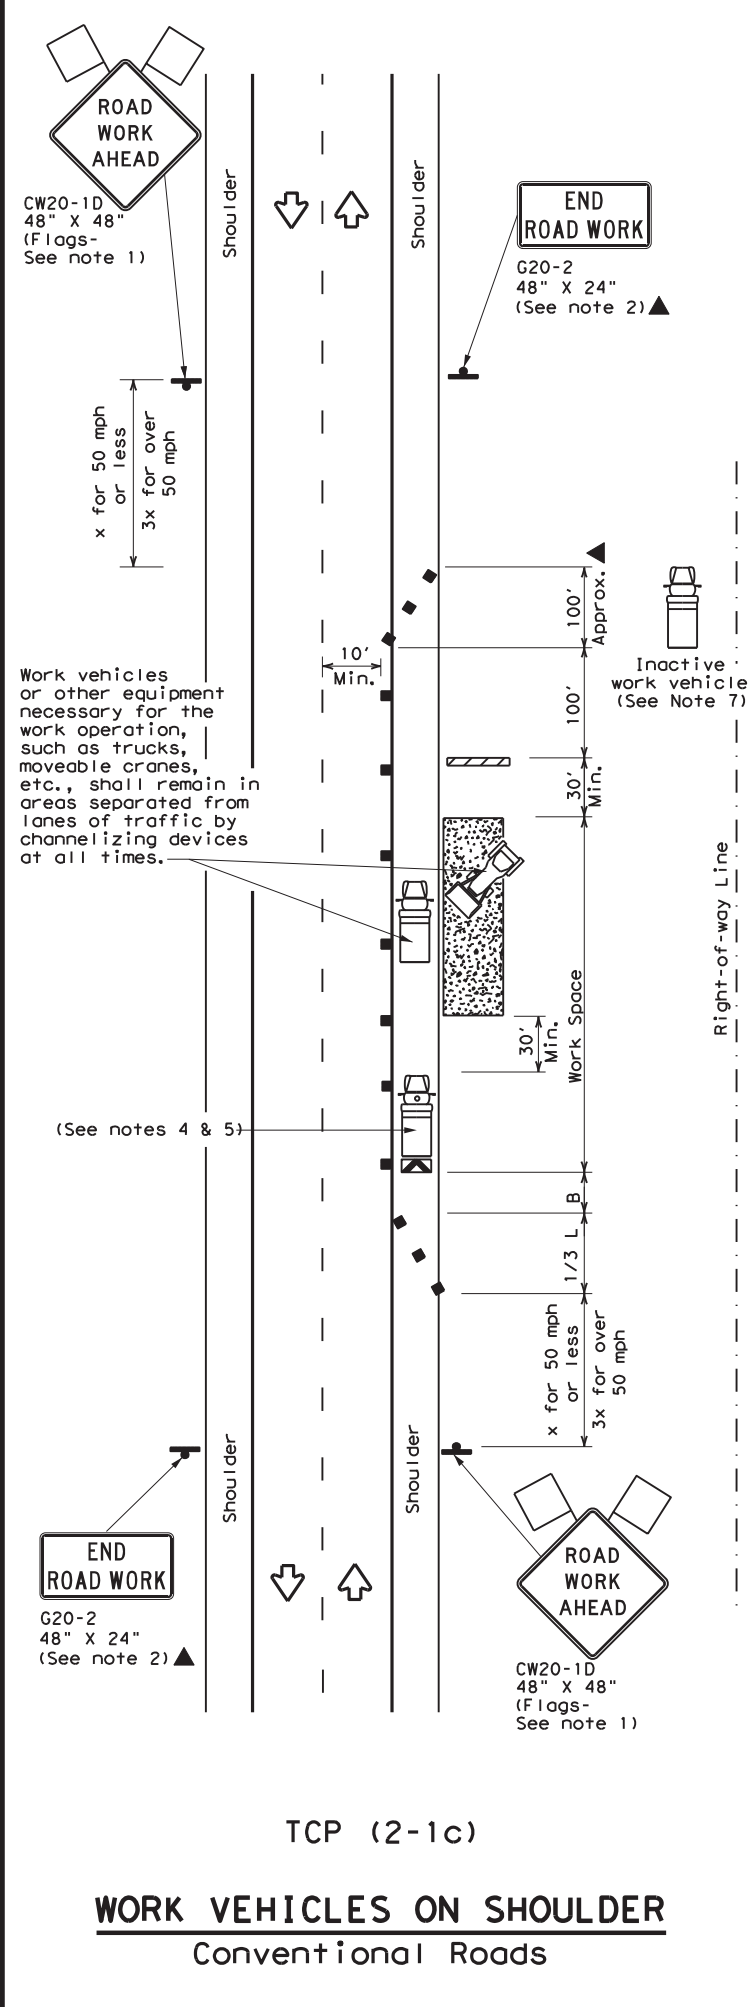 ROAD
WORK
AHEAD
CW20-1D
48" X 48"
(Flags-
See note 1)
Shoulder
Shoulder
END
ROAD WORK
G20-2
48" X 24"
(See note 2)▲
x for 50 mph
or less
3x for over
50 mph
100'
Approx.
Inactive
work vehicle
(See Note 7)
10'
Min.
100'
Work vehicles
or other equipment
necessary for the
work operation,
such as trucks,
moveable cranes,
etc., shall remain in
areas separated from
lanes of traffic by
channelizing devices
at all times.
30'
Min.
Right-of-way Line
Work Space
30'
Min.
(See notes 4 & 5)
B
1/3 L
x for 50 mph
or less
3x for over
50 mph
Shoulder
Shoulder
END
ROAD WORK
G20-2
48" X 24"
(See note 2)▲
ROAD
WORK
AHEAD
CW20-1D
48" X 48"
(Flags-
See note 1)
TCP (2-1c)
WORK VEHICLES ON SHOULDER
Conventional Roads